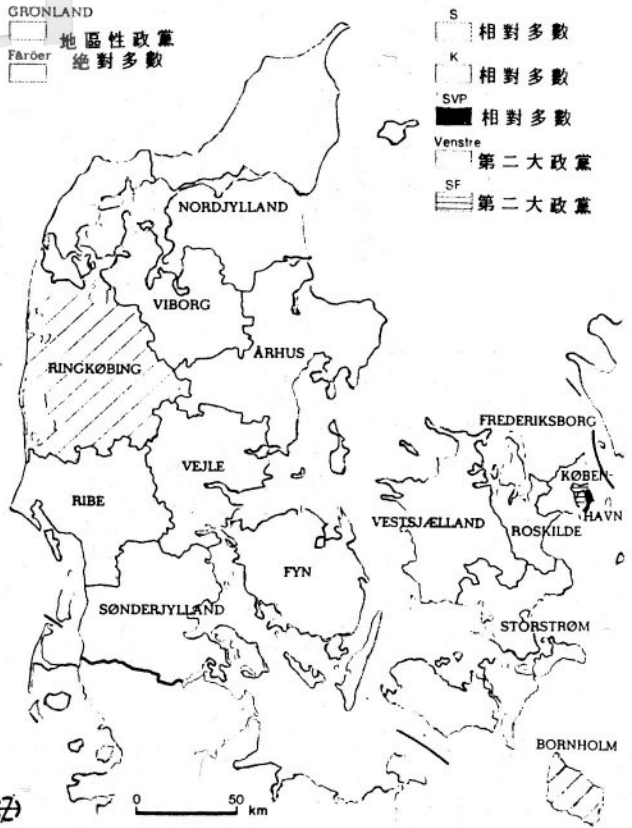 GRONLAND
地區性政黨
Färöer
絕對多數
S
相對多數
K
相對多數
SVP
相對多數
Venstre
第二大政黨
SF
第二大政黨
NORDJYLLAND
VIBORG
ÅRHUS
RINGKØBING
FREDERIKSBORG
VEJLE
KØBEN-
HAVN
RIBE
VESTSJÆLLAND
ROSKILDE
FYN
SØNDERJYLLAND
STORSTRØM
BORNHOLM
0 50
km